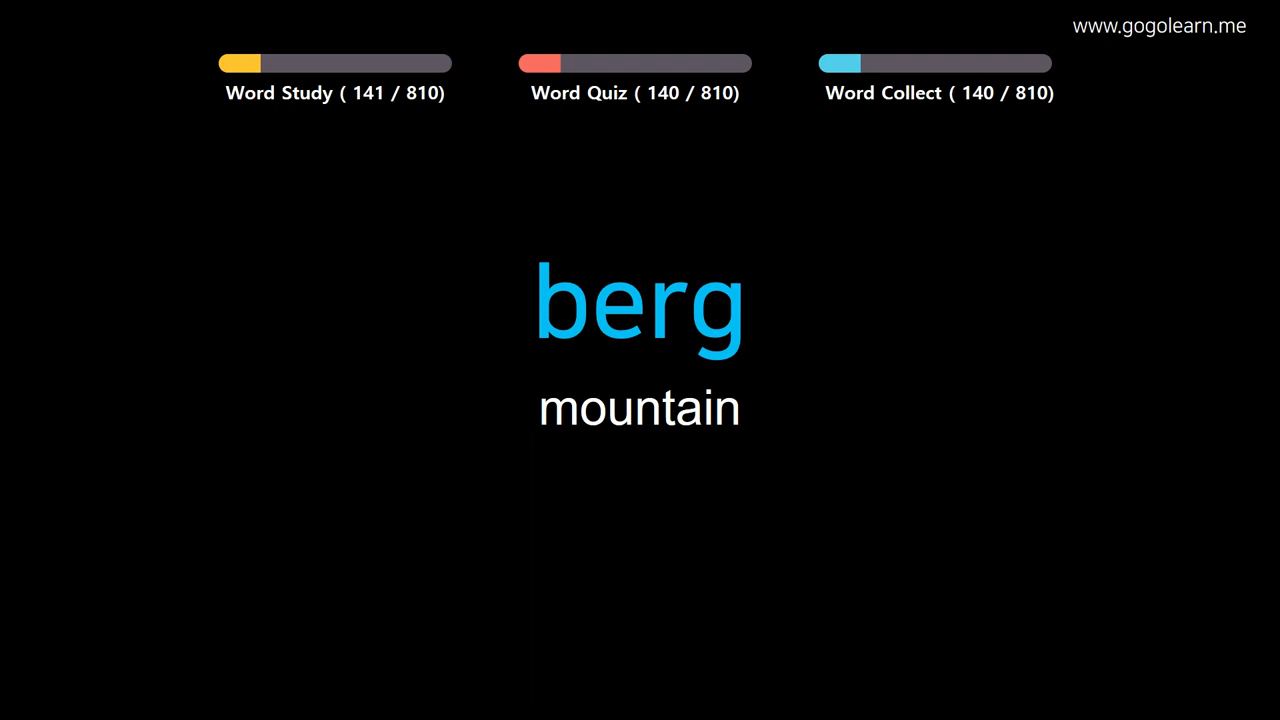 www.gogolearn.me
Word Study ( 141 / 810)
Word Quiz ( 140 / 810)
Word Collect ( 140 / 810)
berg
mountain